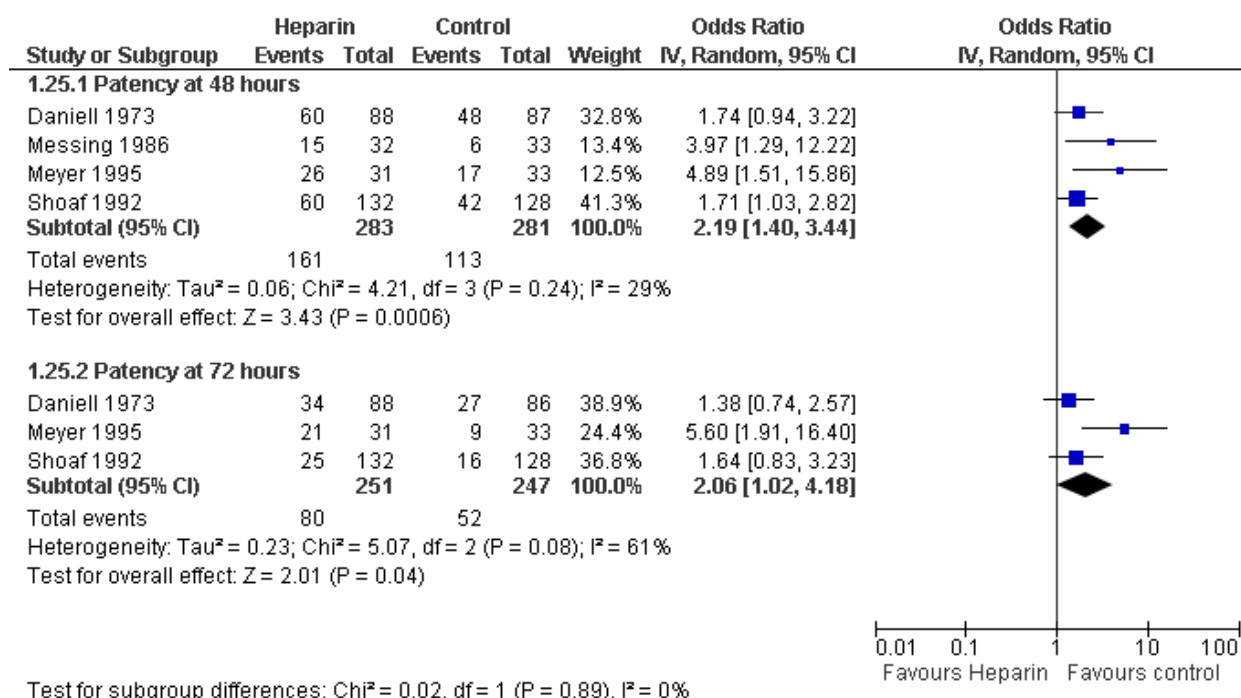 Heparin Control Odds Ratio Odds Ratio
Study or Subgroup Events Total Events Total Weight IV, Random, 95% CI IV, Random, 95% CI
1.25.1 Patency at 48 hours
Daniell 1973 60 88 48 87 32.8% 1.74 [0.94, 3.22]
Messing 1986 15 32 6 33 13.4% 3.97 [1.29, 12.22]
Meyer 1995 26 31 17 33 12.5% 4.89 [1.51, 15.86]
Shoaf 1992 60 132 42 128 41.3% 1.71 [1.03, 2.82]
Subtotal (95% CI) 283 281 100.0% 2.19 [1.40, 3.44]
Total events 161 113
Heterogeneity: Tau² = 0.06; Chi² = 4.21, df = 3 (P = 0.24); I² = 29%
Test for overall effect: Z = 3.43 (P = 0.0006)
1.25.2 Patency at 72 hours
Daniell 1973 34 88 27 86 38.9% 1.38 [0.74, 2.57]
Meyer 1995 21 31 9 33 24.4% 5.60 [1.91, 16.40]
Shoaf 1992 25 132 16 128 36.8% 1.64 [0.83, 3.23]
Subtotal (95% CI) 251 247 100.0% 2.06 [1.02, 4.18]
Total events 80 52
Heterogeneity: Tau² = 0.23; Chi² = 5.07, df = 2 (P = 0.08); I² = 61%
Test for overall effect: Z = 2.01 (P = 0.04)
0.01 0.1 1 10 100
Favours Heparin Favours control
Test for subgroup differences: Chi² = 0.02, df = 1 (P = 0.89), I² = 0%